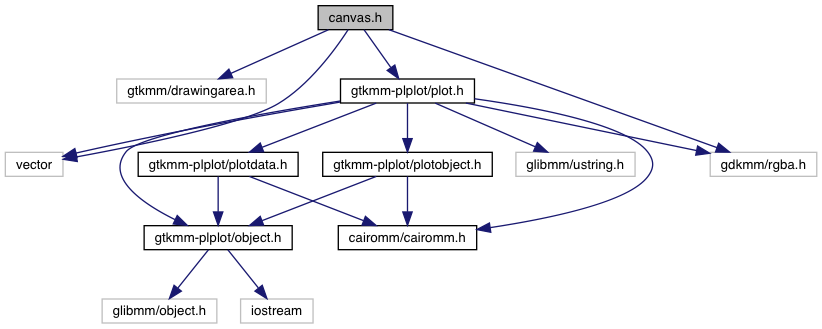 canvas.h
gtkmm/drawingarea.h
gtkmm-plplot/plot.h
vector
gtkmm-plplot/plotdata.h
gtkmm-plplot/plotobject.h
glibmm/ustring.h
gdkmm/rgba.h
gtkmm-plplot/object.h
cairomm/cairomm.h
glibmm/object.h
iostream